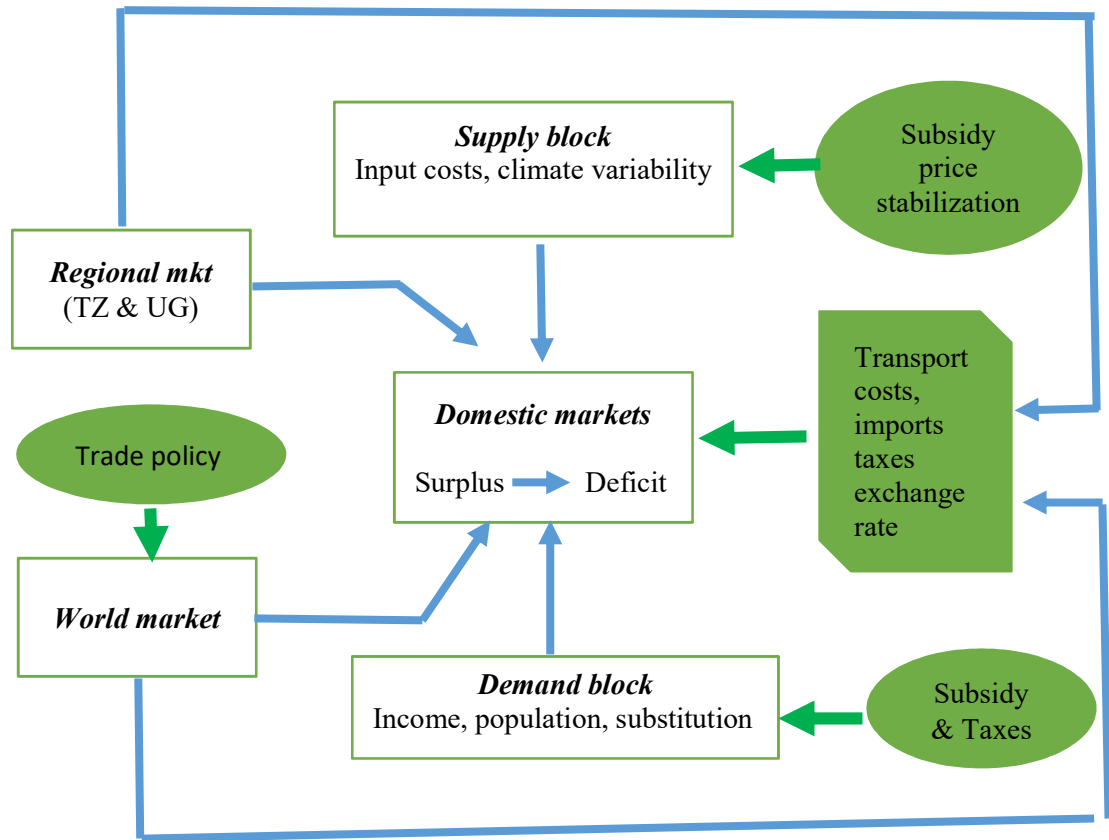 Supply block
Input costs, climate variability
Subsidy
price
stabilization
Regional mkt
(TZ & UG)
Domestic markets
Surplus
Deficit
Transport
costs,
imports
taxes
exchange
rate
Trade policy
World market
Demand block
Income, population, substitution
Subsidy
& Taxes